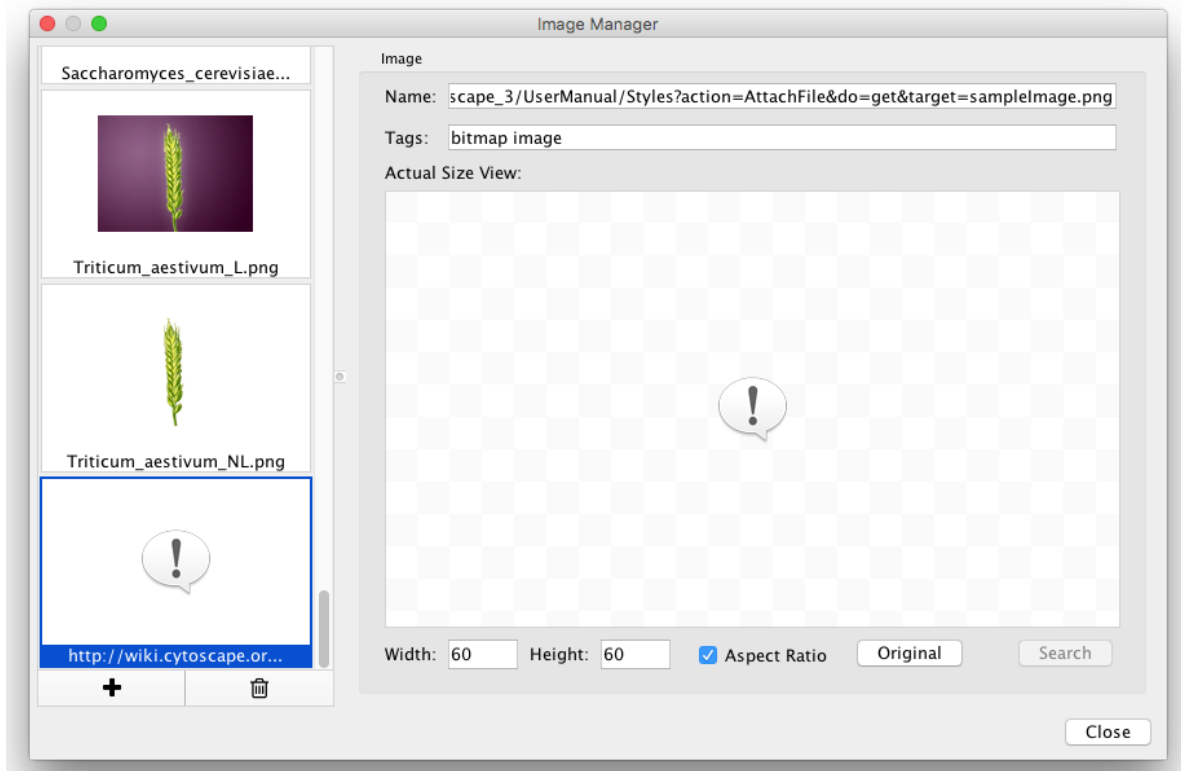 Image Manager
Saccharomyces_cerevisiae...
Triticum_aestivum_L.png
Triticum_aestivum_NL.png
http://wiki.cytoscape.or...
Image
Name: scape_3/UserManual/Styles?action=AttachFile&do=get&target=sampleImage.png
Tags: bitmap image
Actual Size View:
Width: 60 Height: 60 Aspect Ratio Original Search
Close